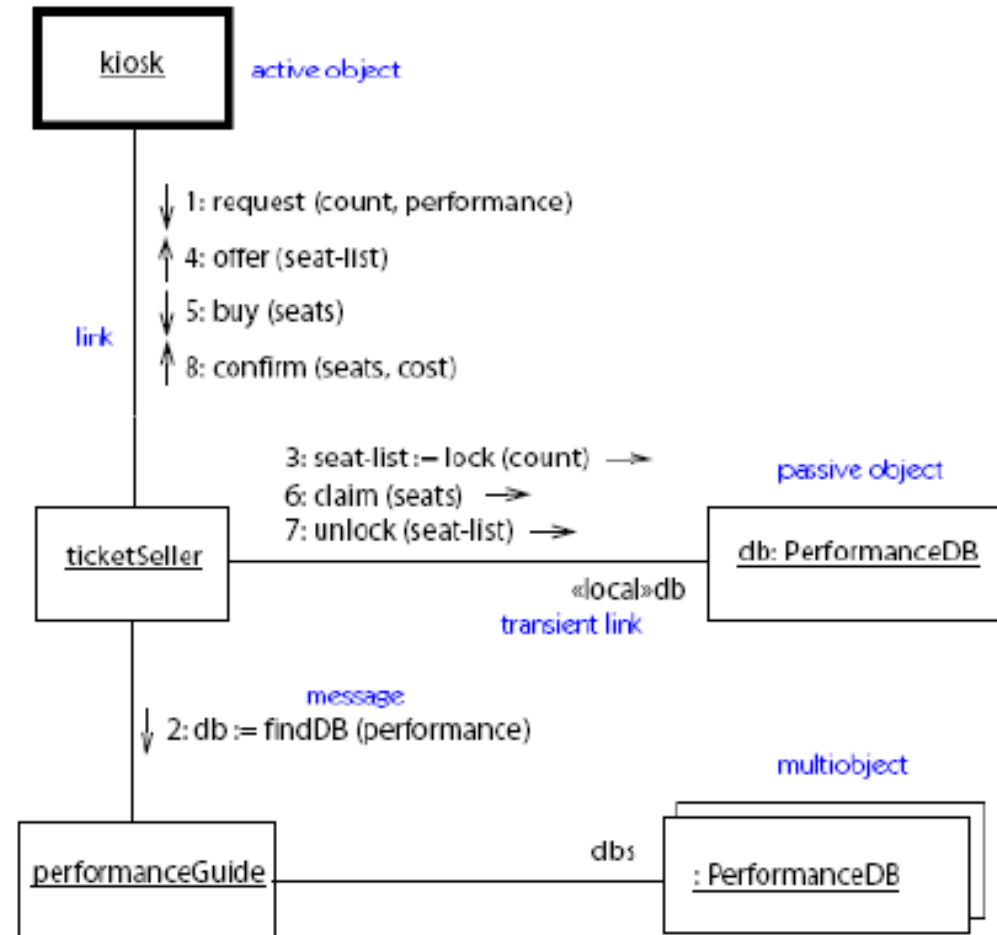 kiosk
active object
1: request (count, performance)
4: offer (seat-list)
5: buy (seats)
link
8: confirm (seats, cost)
3: seat-list :– lock (count)
passive object
6: claim (seats)
7: unlock (seat-list)
ticketSeller
db: PerformanceDB
«local»db
transient link
message
2: db := findDB (performance)
multiobject
dbs
performanceGuide
: PerformanceDB